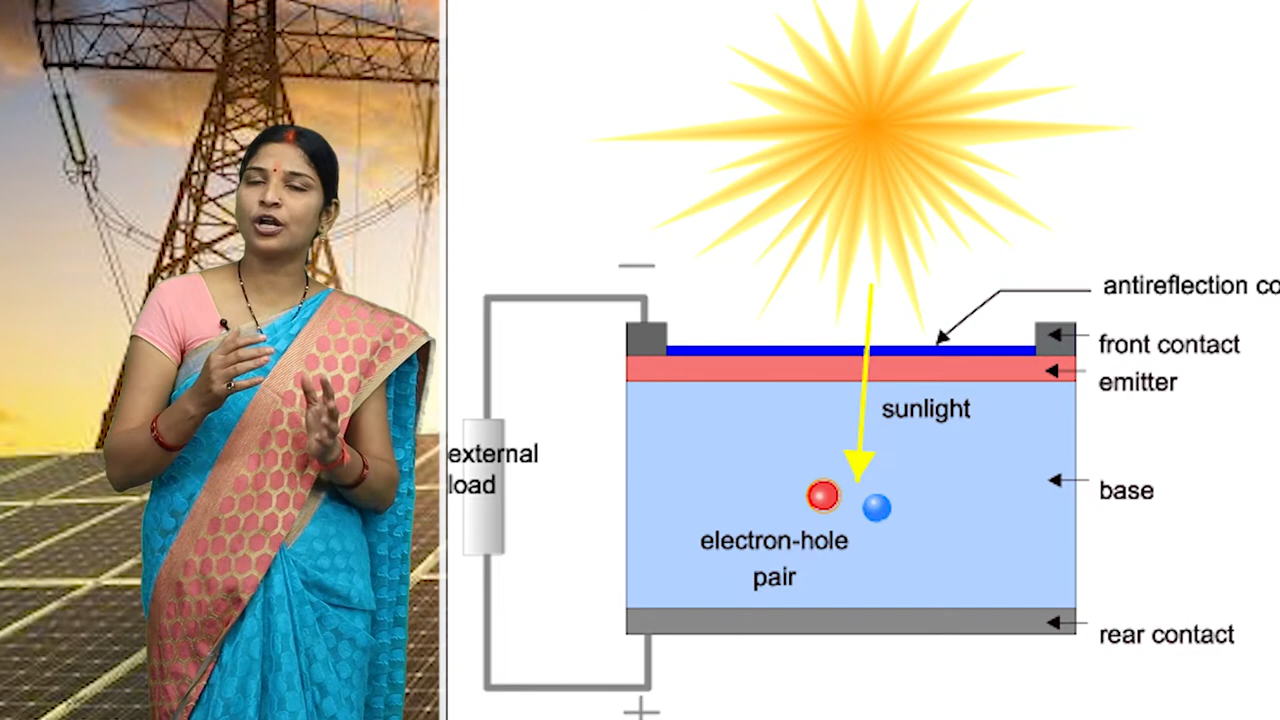 −
antireflection co
front contact
emitter
sunlight
external
load
base
electron-hole
pair
rear contact
+